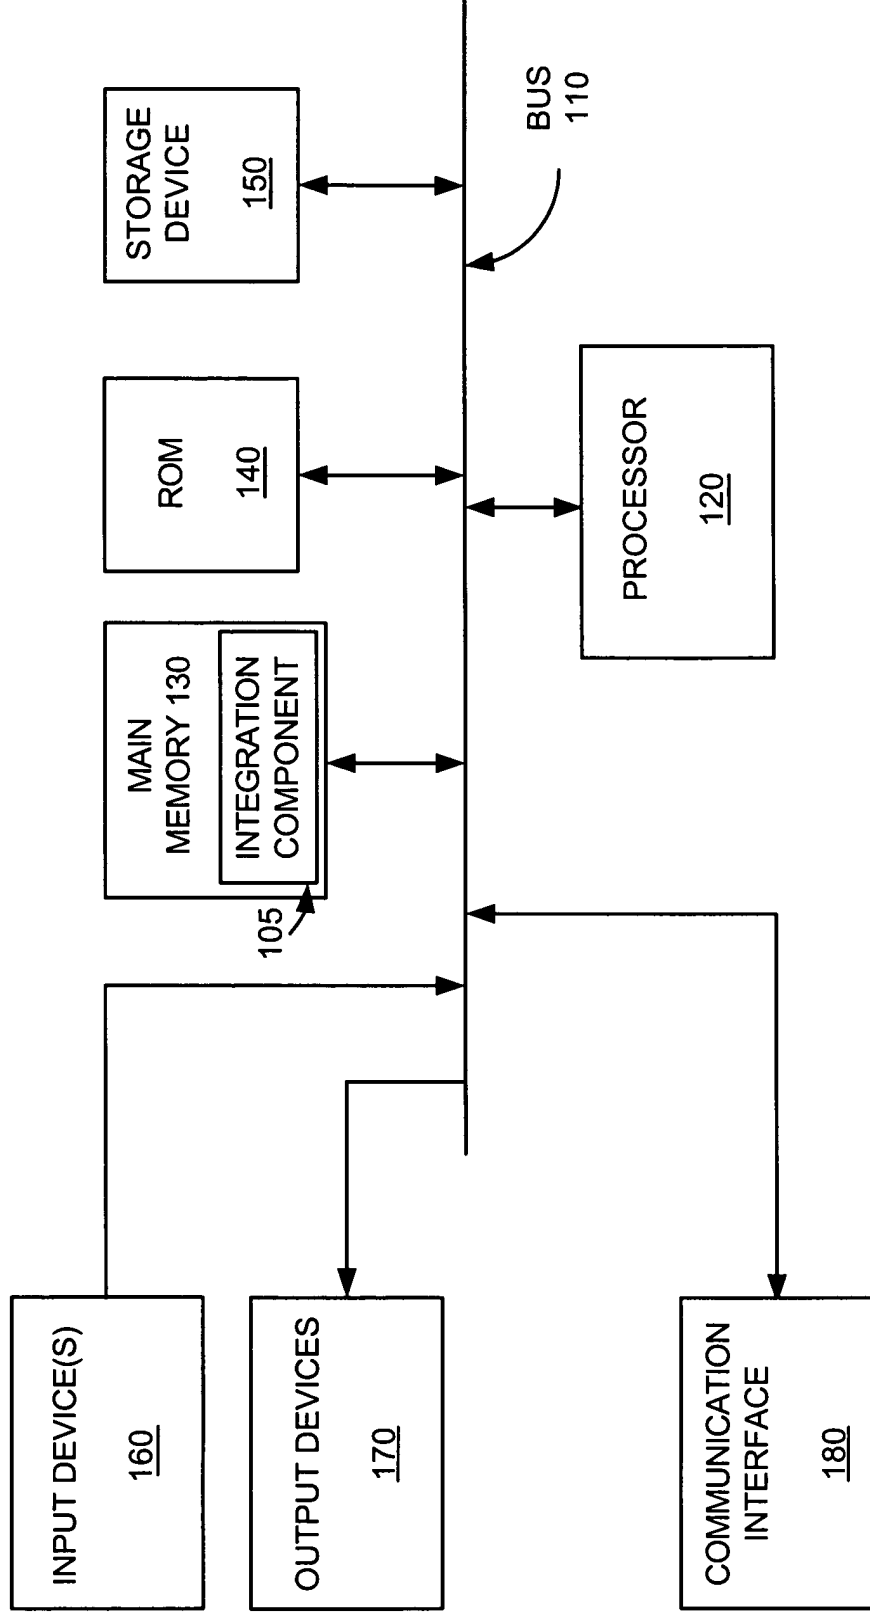 INPUT DEVICE(S)
160
OUTPUT DEVICES
170
COMMUNICATION
INTERFACE
180
MAIN
MEMORY 130
INTEGRATION
COMPONENT
105
ROM
140
STORAGE
DEVICE
150
PROCESSOR
120
BUS
110